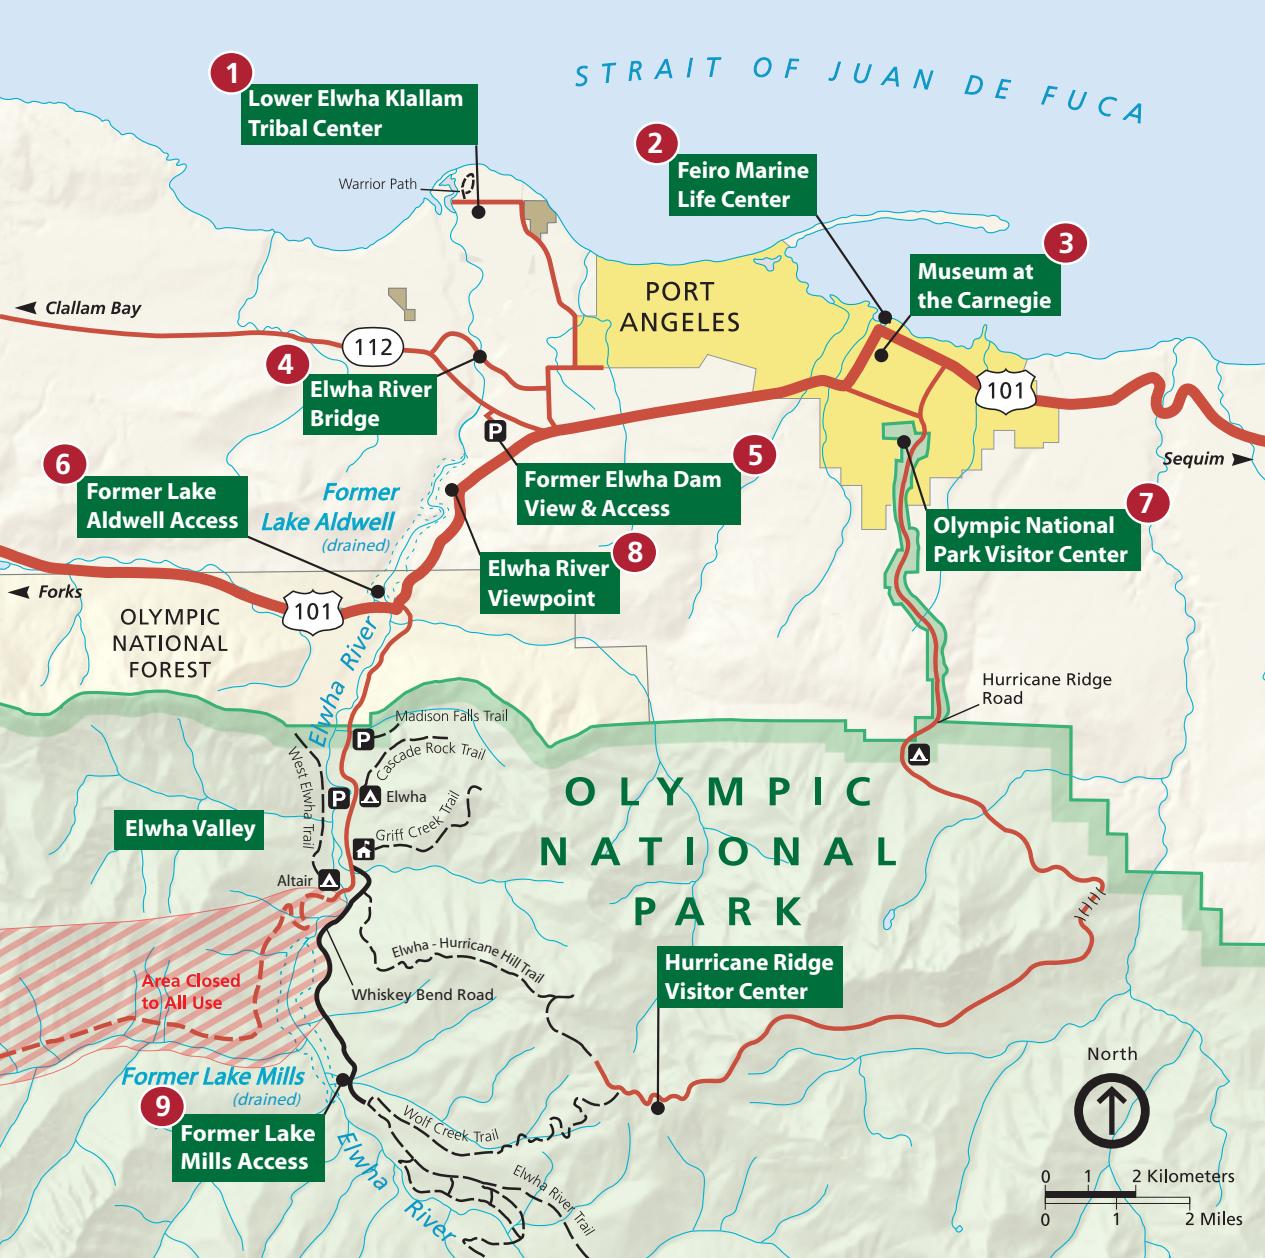 STRAIT OF JUAN DE FUCA
1
Lower Elwha Klallam
Tribal Center
2
Feiro Marine
Life Center
Warrior Path
3
Museum at
the Carnegie
PORT
ANGELES
Clallam Bay
112
4
Elwha River
Bridge
101
P
5
Former Elwha Dam
View & Access
Sequim
6
Former Lake
Aldwell Access
Former
Lake Aldwell
(drained)
7
Olympic National
Park Visitor Center
8
Elwha River
Viewpoint
Forks
101
OLYMPIC
NATIONAL
FOREST
Elwha River
Hurricane Ridge
Road
Madison Falls Trail
P
Cascade Rock Trail
West Elwha Trail
P
Elwha
Griff Creek Trail
Elwha Valley
Altair
OLYMPIC
NATIONAL
PARK
Elwha - Hurricane Hill Trail
Hurricane Ridge
Visitor Center
Area Closed
to All Use
Whiskey Bend Road
Former Lake Mills
(drained)
9
Former Lake
Mills Access
Wolf Creek Trail
Elwha River Trail
Elwha River
North
0 1 2 Kilometers
0 1 2 Miles